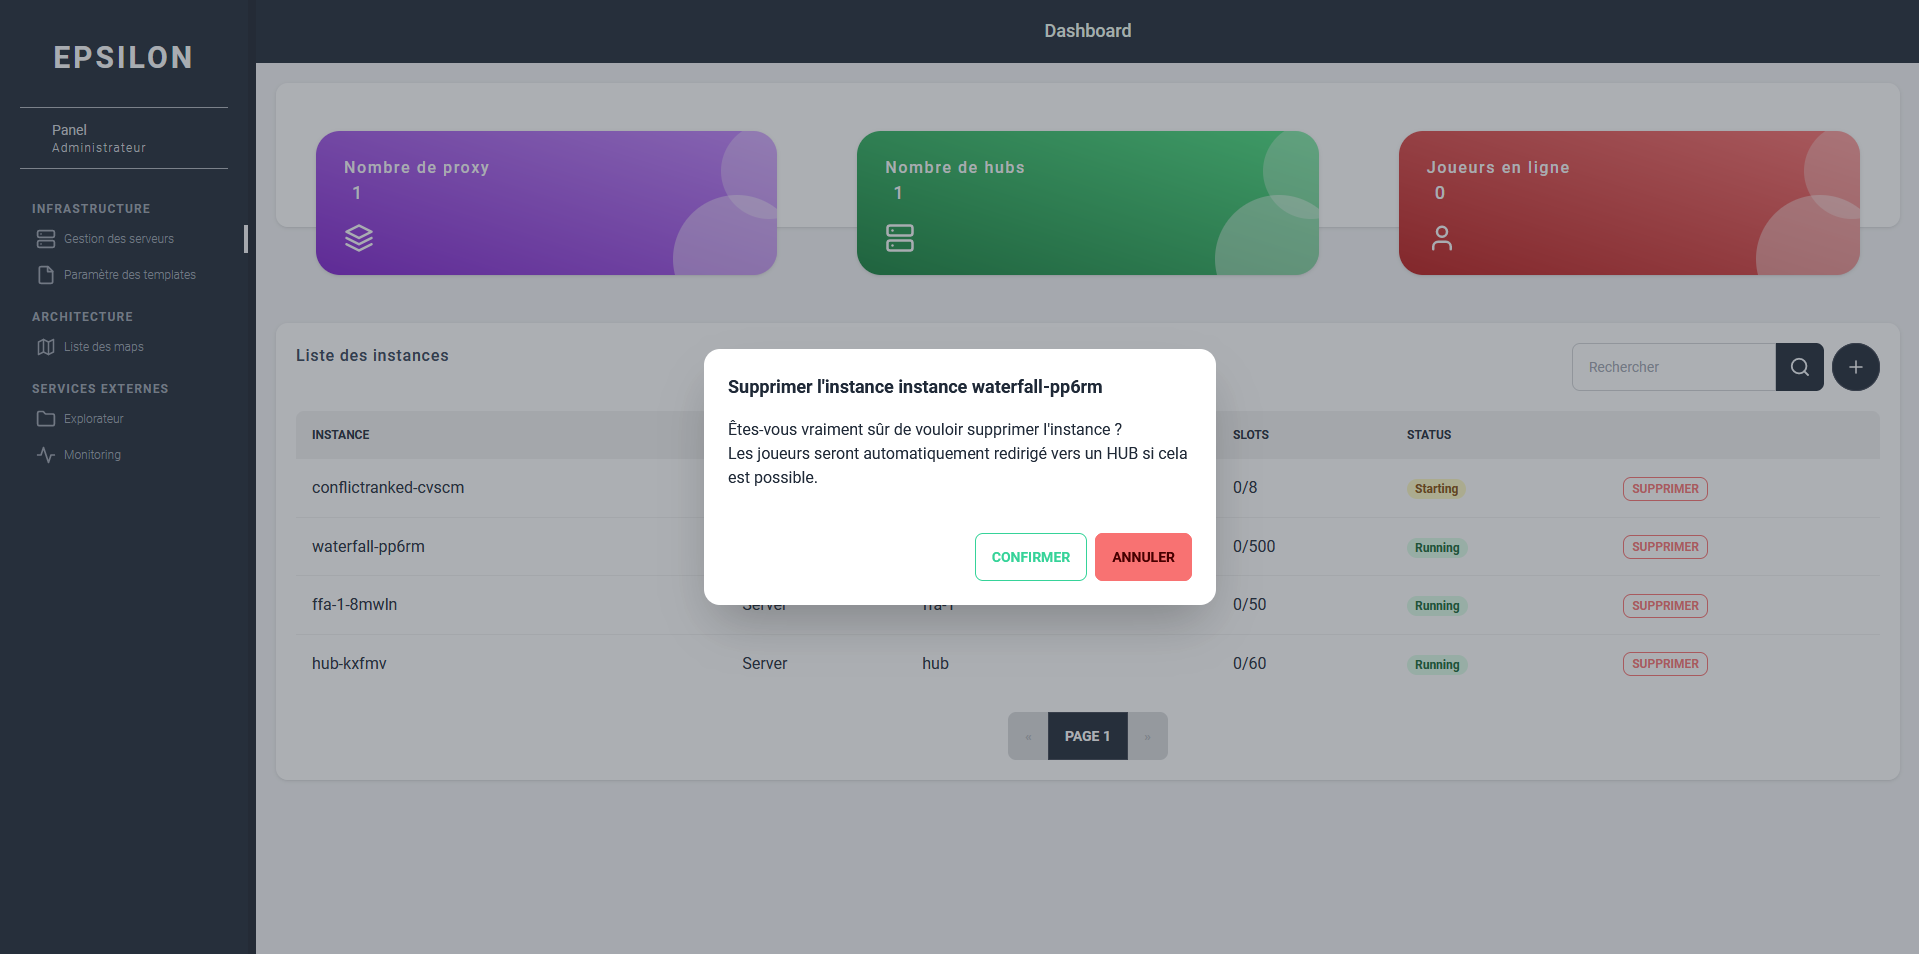 EPSILON
Panel
Administrateur
INFRASTRUCTURE
Gestion des serveurs
Paramètre des templates
ARCHITECTURE
Liste des maps
SERVICES EXTERNES
Explorateur
Monitoring
Dashboard
Nombre de proxy
1
Nombre de hubs
1
Joueurs en ligne
0
Liste des instances
Rechercher
INSTANCE SLOTS STATUS
conflictranked-cvscm 0/8 Starting SUPPRIMER
waterfall-pp6rm 0/500 Running SUPPRIMER
ffa-1-8mwln Server ffa-1 0/50 Running SUPPRIMER
hub-kxfmv Server hub 0/60 Running SUPPRIMER
« PAGE 1 »
Supprimer l'instance instance waterfall-pp6rm
Êtes-vous vraiment sûr de vouloir supprimer l'instance ?
Les joueurs seront automatiquement redirigé vers un HUB si cela
est possible.
CONFIRMER ANNULER